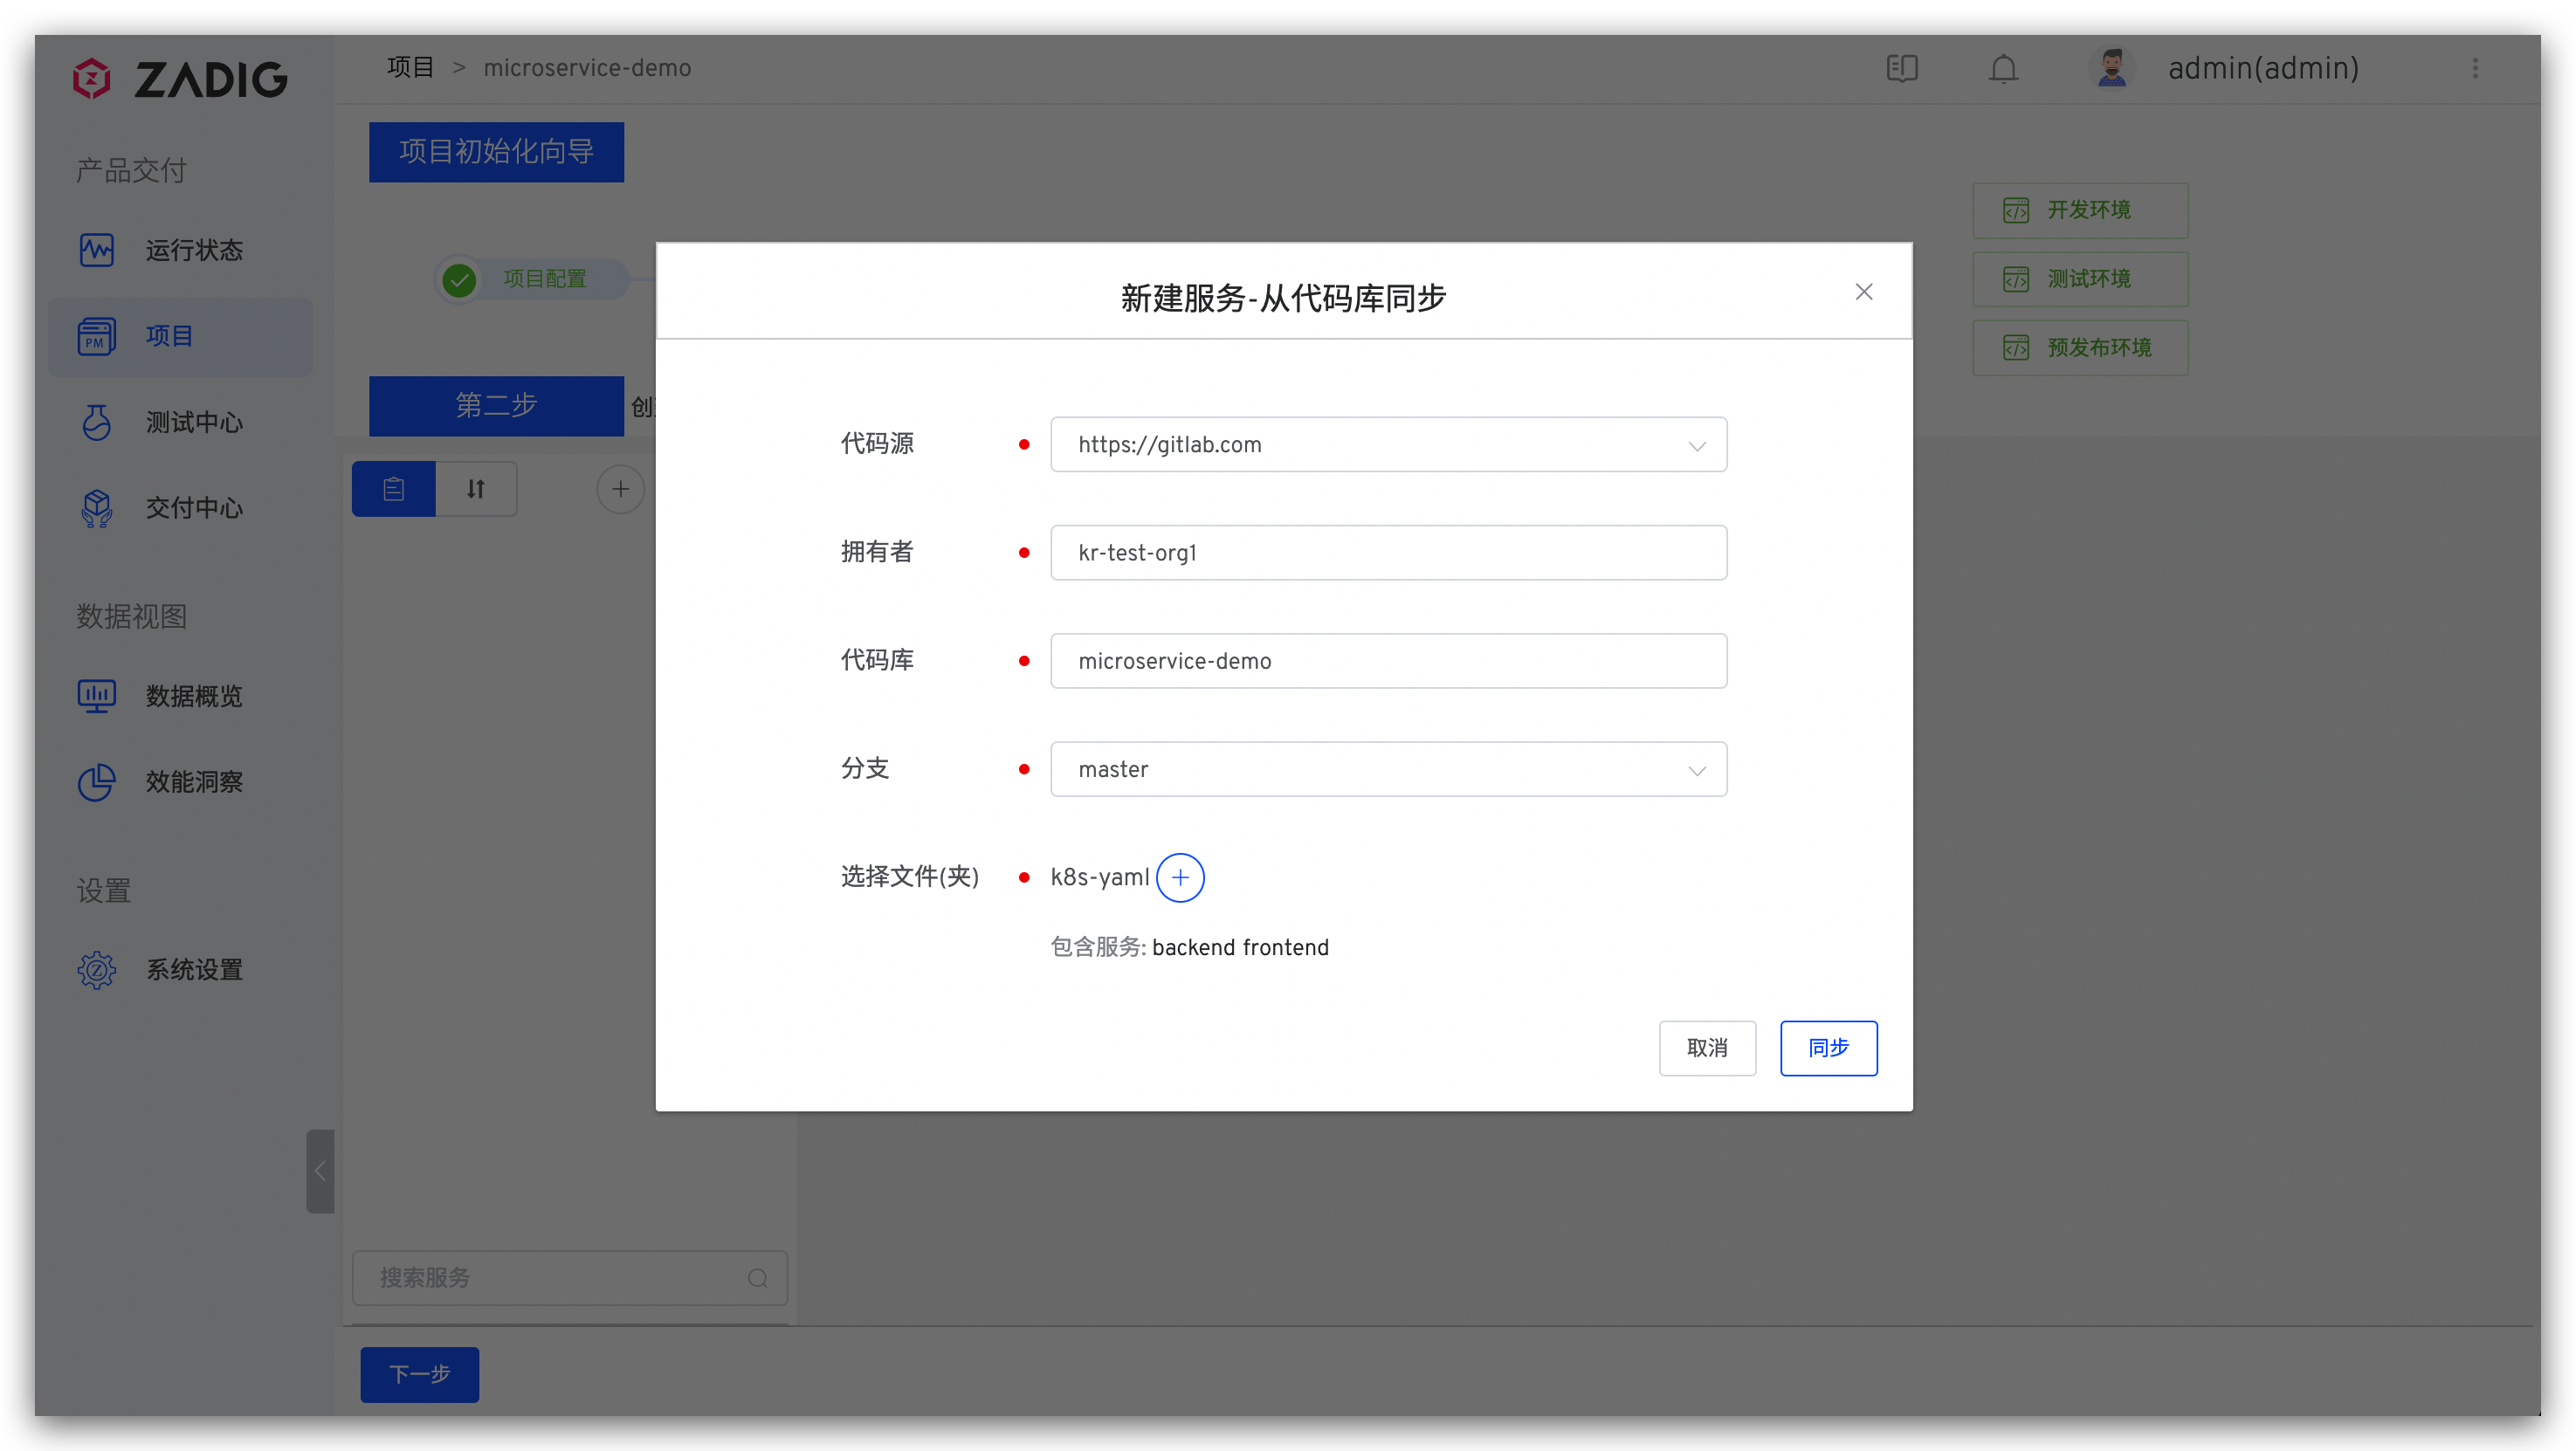 ZADIG
项目 > microservice-demo
admin(admin)
项目初始化向导
产品交付
运行状态
项目
PM
测试中心
交付中心
数据视图
数据概览
效能洞察
设置
系统设置
项目配置
开发环境
测试环境
预发布环境
第二步
新建服务-从代码库同步
代码源 https://gitlab.com
拥有者 kr-test-org1
代码库 microservice-demo
分支 master
选择文件(夹) k8s-yaml
包含服务: backend frontend
取消 同步
搜索服务
下一步